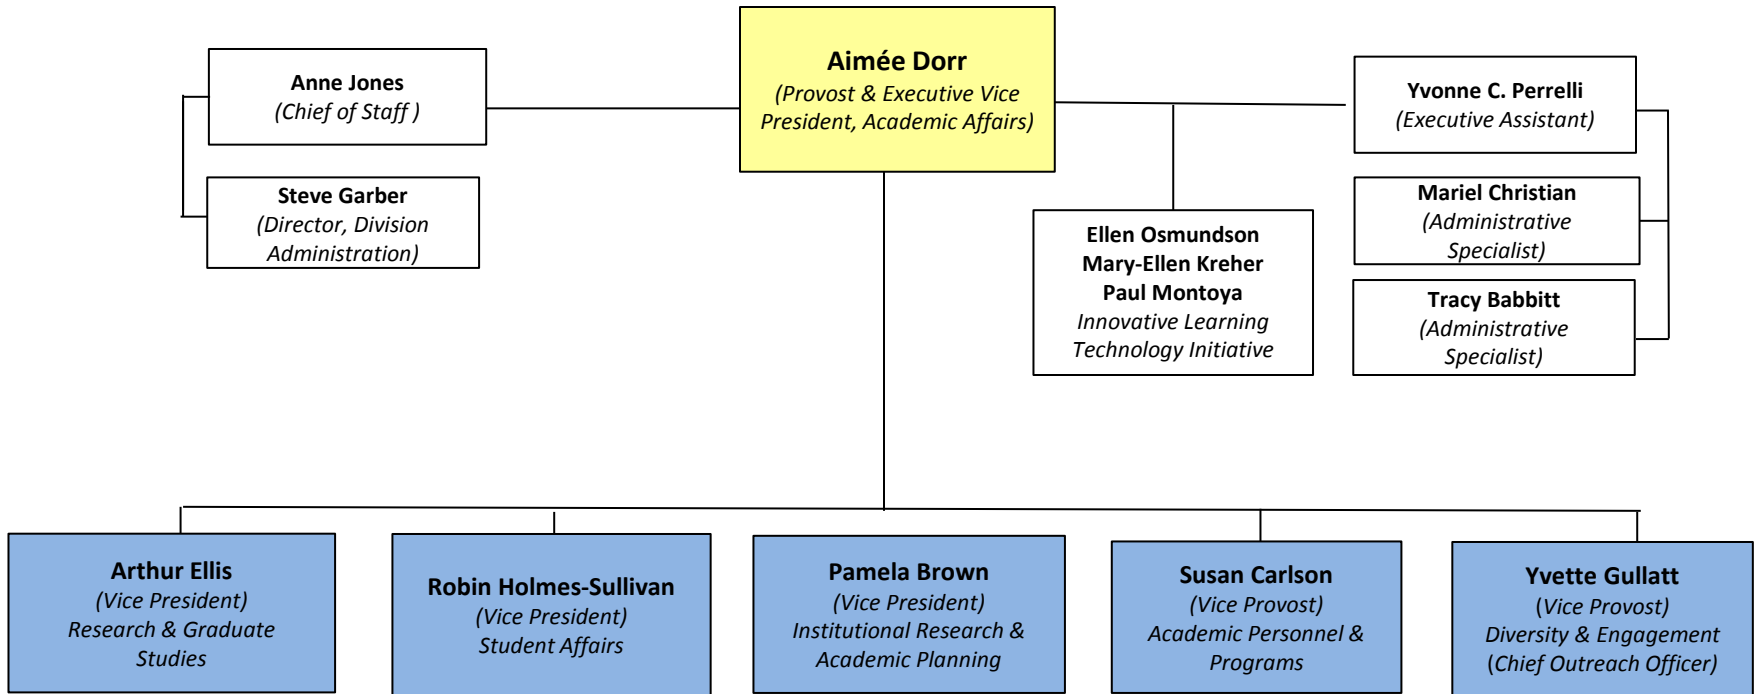 Aimée Dorr
(Provost & Executive Vice
President, Academic Affairs)
Anne Jones
(Chief of Staff )
Steve Garber
(Director, Division
Administration)
Ellen Osmundson
Mary-Ellen Kreher
Paul Montoya
Innovative Learning
Technology Initiative
Yvonne C. Perrelli
(Executive Assistant)
Mariel Christian
(Administrative
Specialist)
Tracy Babbitt
(Administrative
Specialist)
Arthur Ellis
(Vice President)
Research & Graduate
Studies
Robin Holmes-Sullivan
(Vice President)
Student Affairs
Pamela Brown
(Vice President)
Institutional Research &
Academic Planning
Susan Carlson
(Vice Provost)
Academic Personnel &
Programs
Yvette Gullatt
(Vice Provost)
Diversity & Engagement
(Chief Outreach Officer)